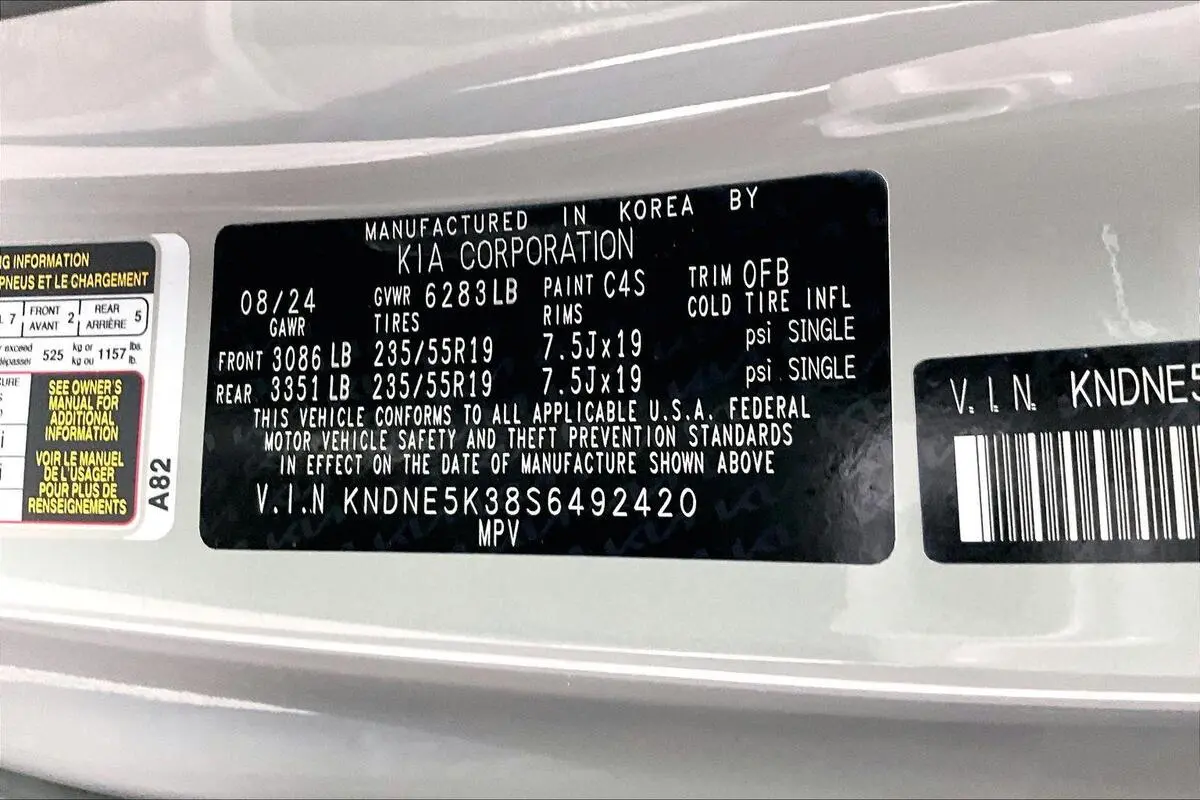 NG INFORMATION
PNEUS ET LE CHARGEMENT
7 FRONT AVANT 2 REAR ARRIÈRE 5
exceed
dépasser 525 kg or kg ou 1157 lbs. lb.
SEE OWNER'S
MANUAL FOR
ADDITIONAL
INFORMATION
VOIR LE MANUEL
DE L'USAGER
POUR PLUS DE
RENSEIGNEMENTS
A82
MANUFACTURED IN KOREA BY
KIA CORPORATION
08/24 GVWR 6283LB PAINT C4S TRIM OFB
GAWR TIRES RIMS COLD TIRE INFL
FRONT 3086 LB 235/55R19 7.5Jx19 psi SINGLE
REAR 3351 LB 235/55R19 7.5Jx19 psi SINGLE
THIS VEHICLE CONFORMS TO ALL APPLICABLE U.S.A. FEDERAL
MOTOR VEHICLE SAFETY AND THEFT PREVENTION STANDARDS
IN EFFECT ON THE DATE OF MANUFACTURE SHOWN ABOVE
V.I.N KNDNE5K38S6492420
MPV
V.I.N. KNDNE5